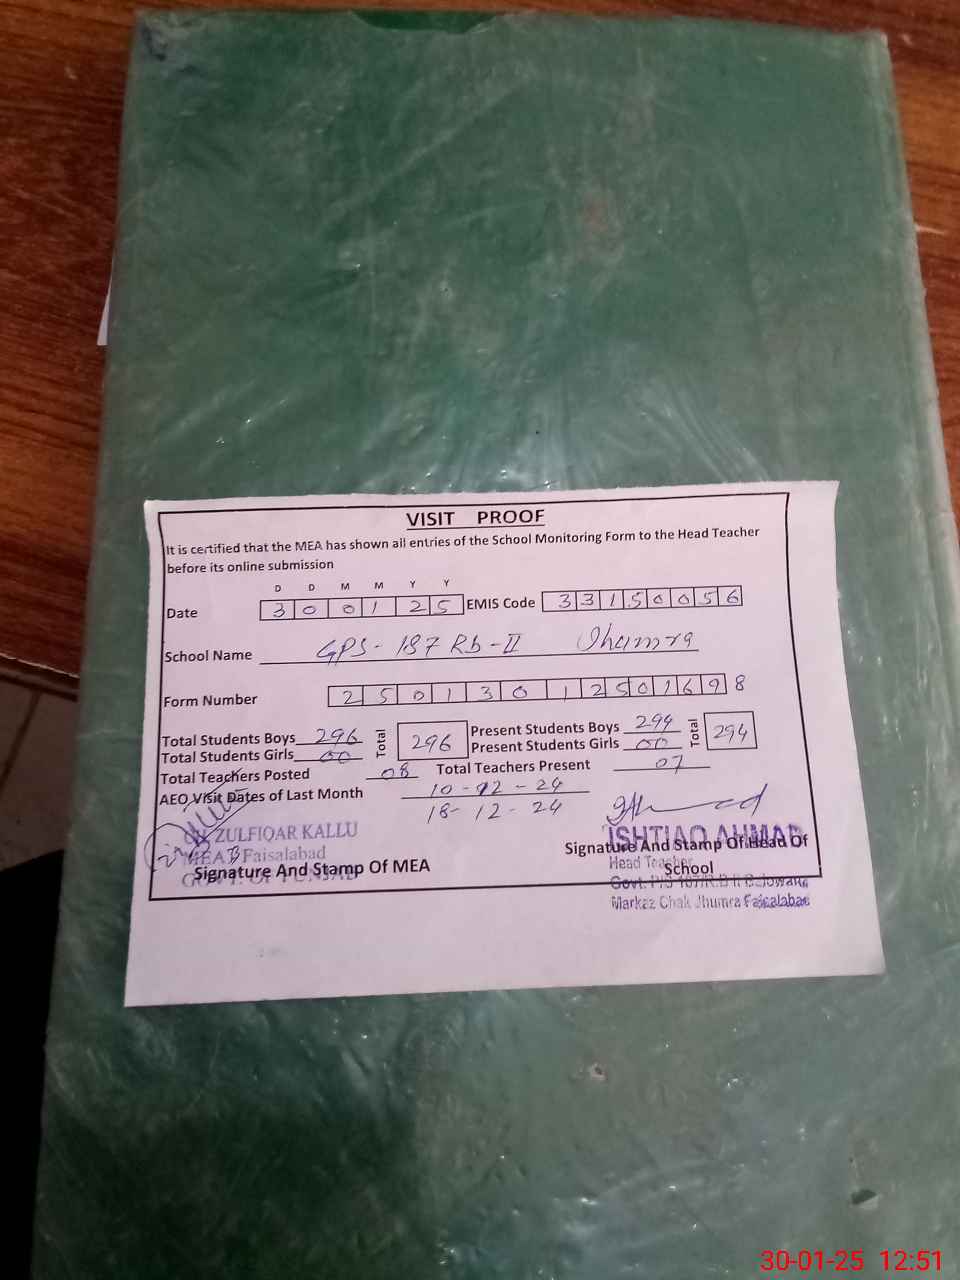 VISIT PROOF
It is certified that the MEA has shown all entries of the School Monitoring Form to the Head Teacher
before its online submission
D D M M Y Y
Date 3 0 0 1 2 5 EMIS Code 3 3 1 5 0 0 5 6
School Name GPS - 187 Rb - II Jhumra
Form Number 2 5 0 1 3 0 1 2 5 0 1 6 9 8
Total Students Boys 296 Total 296 Present Students Boys 294 Total 294
Total Students Girls 00 Present Students Girls 00
Total Teachers Posted 08 Total Teachers Present 07
AEO Visit Dates of Last Month 10 - 12 - 24
18 - 12 - 24
ZULFIQAR KALLU
MEA Faisalabad
GOVT. OF PUNJAB
Signature And Stamp Of MEA
ISHTIAQ AHMAD
Signature And Stamp Of Head Of
School
Head Teacher
Markaz Chak Jhumra Faisalabad
30-01-25 12:51